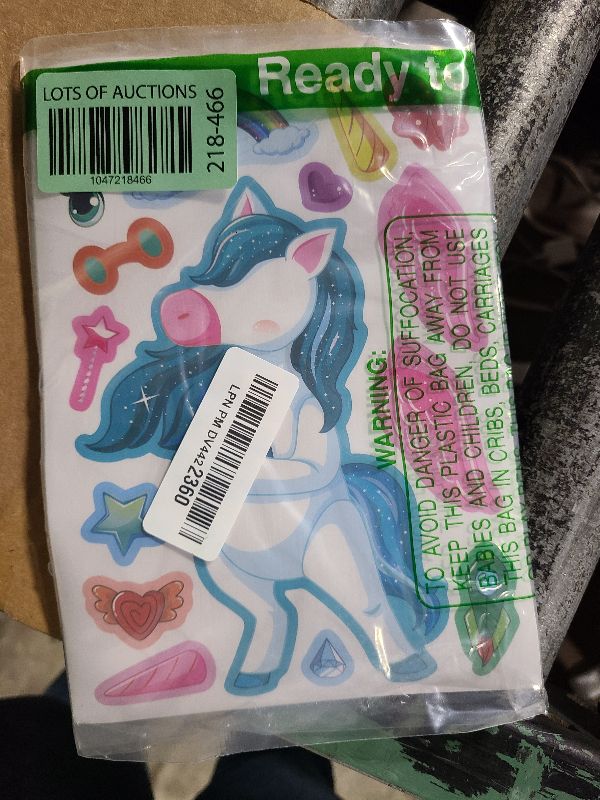 Ready to
LOTS OF AUCTIONS
1047218466
218-466
LPN PM DV4422360
WARNING:
TO AVOID DANGER OF SUFFOCATION
KEEP THIS PLASTIC BAG AWAY FROM
BABIES AND CHILDREN. DO NOT USE
THIS BAG IN CRIBS, BEDS, CARRIAGES